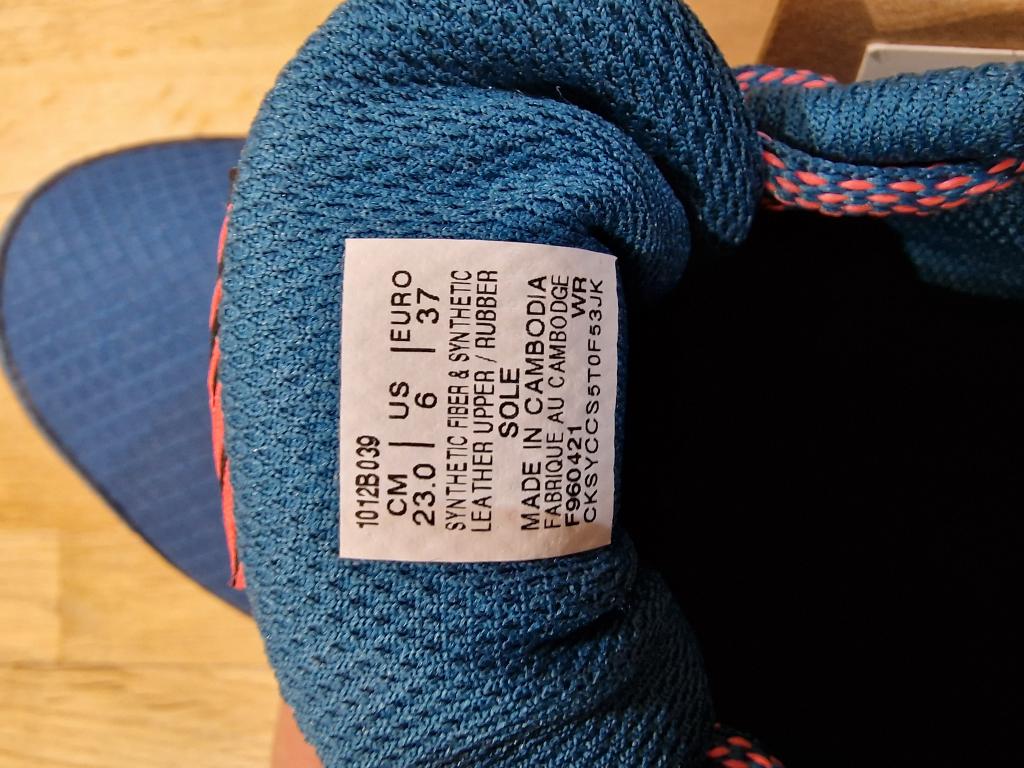 1012B039
CM | US | EURO
23.0 | 6 | 37
SYNTHETIC FIBER & SYNTHETIC
LEATHER UPPER / RUBBER
SOLE
MADE IN CAMBODIA
FABRIQUE AU CAMBODGE
F960421 WR
CKSYCCS5T0F53JK